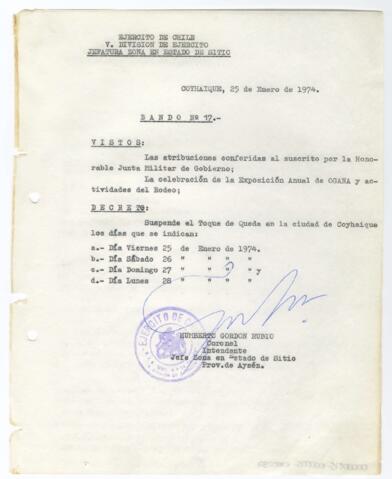 EJERCITO DE CHILE
V. DIVISION DE EJERCITO
JEFATURA ZONA EN ESTADO DE SITIO
COYHAIQUE, 25 de Enero de 1974.
B A N D O Nº 17.-
V I S T O S :
Las atribuciones conferidas al suscrito por la Hono-
rable Junta Militar de Gobierno;
La celebración de la Exposición Anual de OGANA y ac-
tividades del Rodeo;
D E C R E T O:
Suspende el Toque de Queda en la ciudad de Coyhaique
los días que se indican:
a.- Día Viernes 25 de Enero de 1974.
b.- Día Sábado 26 " " " "
c.- Día Domingo 27 " " " " y
d.- Día Lunes 28 " " " "
EJERCITO DE
HUMBERTO GORDON RUBIO
Coronel
Intendente
Jefe Zona en Estado de Sitio
Prov. de Aysén.